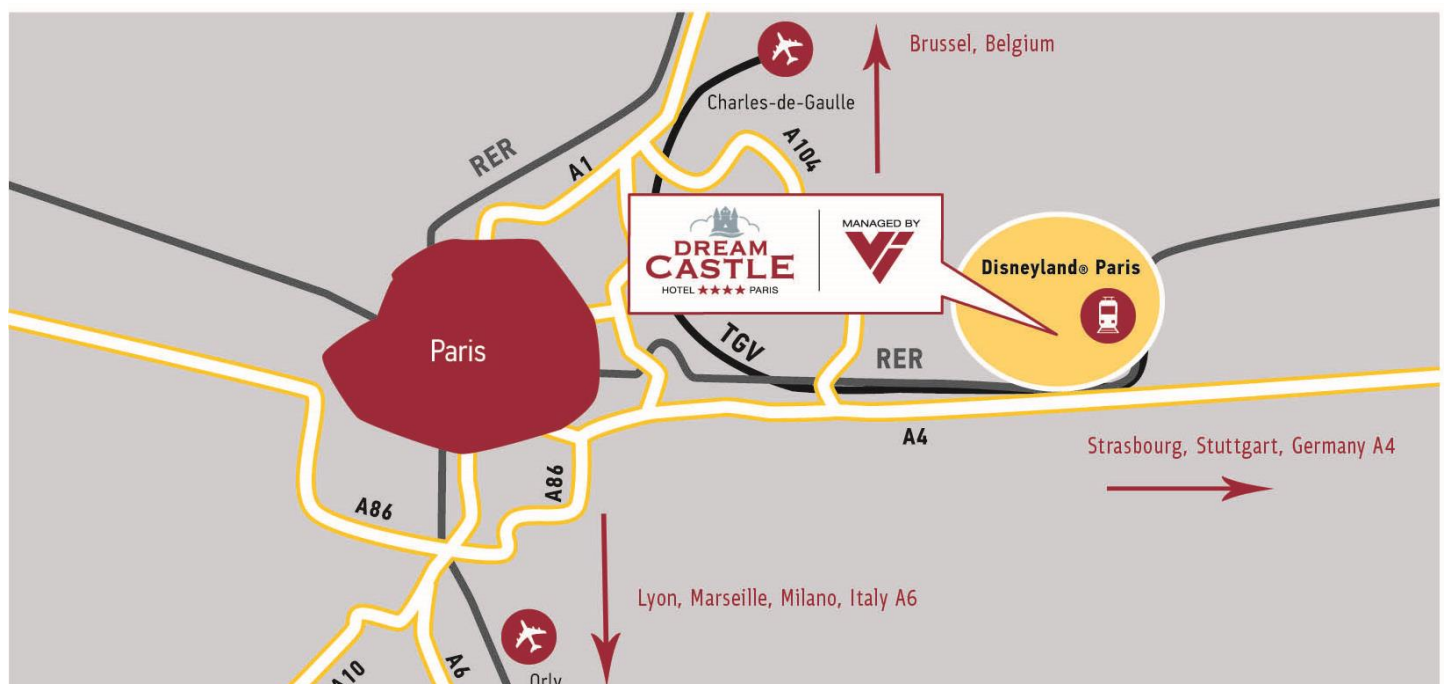 Brussel, Belgium
Charles-de-Gaulle
RER
A1
A104
DREAM
CASTLE
HOTEL ★★★★ PARIS
MANAGED BY
Disneyland® Paris
Paris
TGV
RER
A4
Strasbourg, Stuttgart, Germany A4
A86
A86
Lyon, Marseille, Milano, Italy A6
A10
A6
Orly